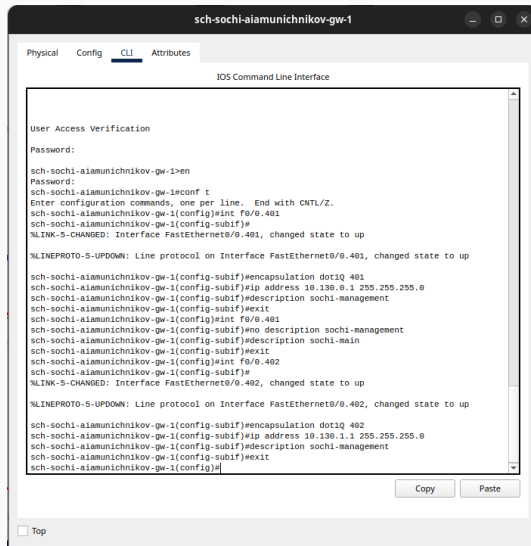 sch-sochi-aiamunichnikov-gw-1
Physical Config CLI Attributes
IOS Command Line Interface
User Access Verification
Password:
sch-sochi-aiamunichnikov-gw-1>en
Password:
sch-sochi-aiamunichnikov-gw-1#conf t
Enter configuration commands, one per line.  End with CNTL/Z.
sch-sochi-aiamunichnikov-gw-1(config)#int f0/0.401
sch-sochi-aiamunichnikov-gw-1(config-subif)#
%LINK-5-CHANGED: Interface FastEthernet0/0.401, changed state to up
%LINEPROTO-5-UPDOWN: Line protocol on Interface FastEthernet0/0.401, changed state to up
sch-sochi-aiamunichnikov-gw-1(config-subif)#encapsulation dot1Q 401
sch-sochi-aiamunichnikov-gw-1(config-subif)#ip address 10.130.0.1 255.255.255.0
sch-sochi-aiamunichnikov-gw-1(config-subif)#description sochi-management
sch-sochi-aiamunichnikov-gw-1(config-subif)#exit
sch-sochi-aiamunichnikov-gw-1(config)#int f0/0.401
sch-sochi-aiamunichnikov-gw-1(config-subif)#no description sochi-management
sch-sochi-aiamunichnikov-gw-1(config-subif)#description sochi-main
sch-sochi-aiamunichnikov-gw-1(config-subif)#exit
sch-sochi-aiamunichnikov-gw-1(config)#int f0/0.402
sch-sochi-aiamunichnikov-gw-1(config-subif)#
%LINK-5-CHANGED: Interface FastEthernet0/0.402, changed state to up
%LINEPROTO-5-UPDOWN: Line protocol on Interface FastEthernet0/0.402, changed state to up
sch-sochi-aiamunichnikov-gw-1(config-subif)#encapsulation dot1Q 402
sch-sochi-aiamunichnikov-gw-1(config-subif)#ip address 10.130.1.1 255.255.255.0
sch-sochi-aiamunichnikov-gw-1(config-subif)#description sochi-management
sch-sochi-aiamunichnikov-gw-1(config-subif)#exit
sch-sochi-aiamunichnikov-gw-1(config)#
Copy Paste
Top